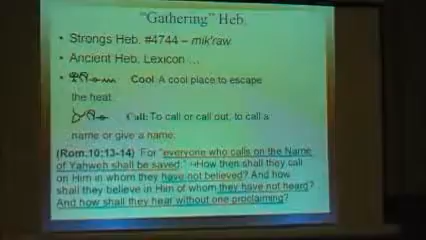 "Gathering" Heb.
• Strongs Heb. #4744 – mik'raw
• Ancient Heb. Lexicon ...
• Cool: A cool place to escape
the heat.
Call: To call or call out, to call a
name or give a name.
(Rom.10:13-14) For "everyone who calls on the Name
of Yahweh shall be saved." 14How then shall they call
on Him in whom they have not believed? And how
shall they believe in Him of whom they have not heard?
And how shall they hear without one proclaiming?